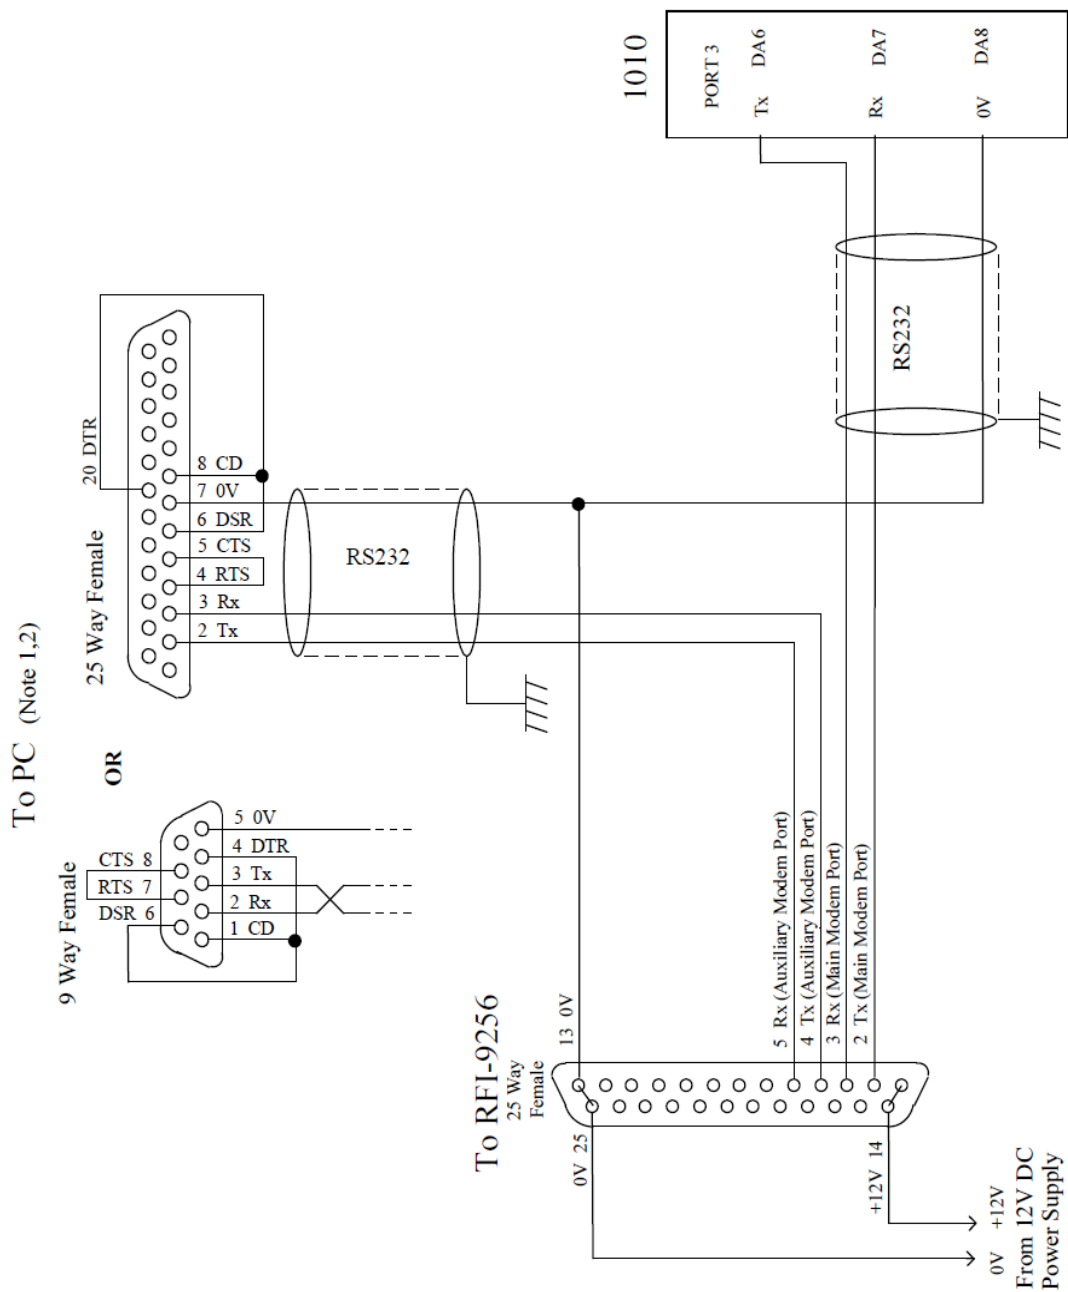 To PC (Note 1,2)
9 Way Female
OR
25 Way Female
CTS 8
RTS 7
DSR 6
5 0V
4 DTR
3 Tx
2 Rx
1 CD
20 DTR
8 CD
7 0V
6 DSR
5 CTS
4 RTS
3 Rx
2 Tx
RS232
1010
PORT 3
Tx DA6
Rx DA7
0V DA8
RS232
To RFI-9256
25 Way
Female
13 0V
5 Rx (Auxiliary Modem Port)
4 Tx (Auxiliary Modem Port)
3 Rx (Main Modem Port)
2 Tx (Main Modem Port)
0V 25
+12V 14
0V +12V
From 12V DC
Power Supply